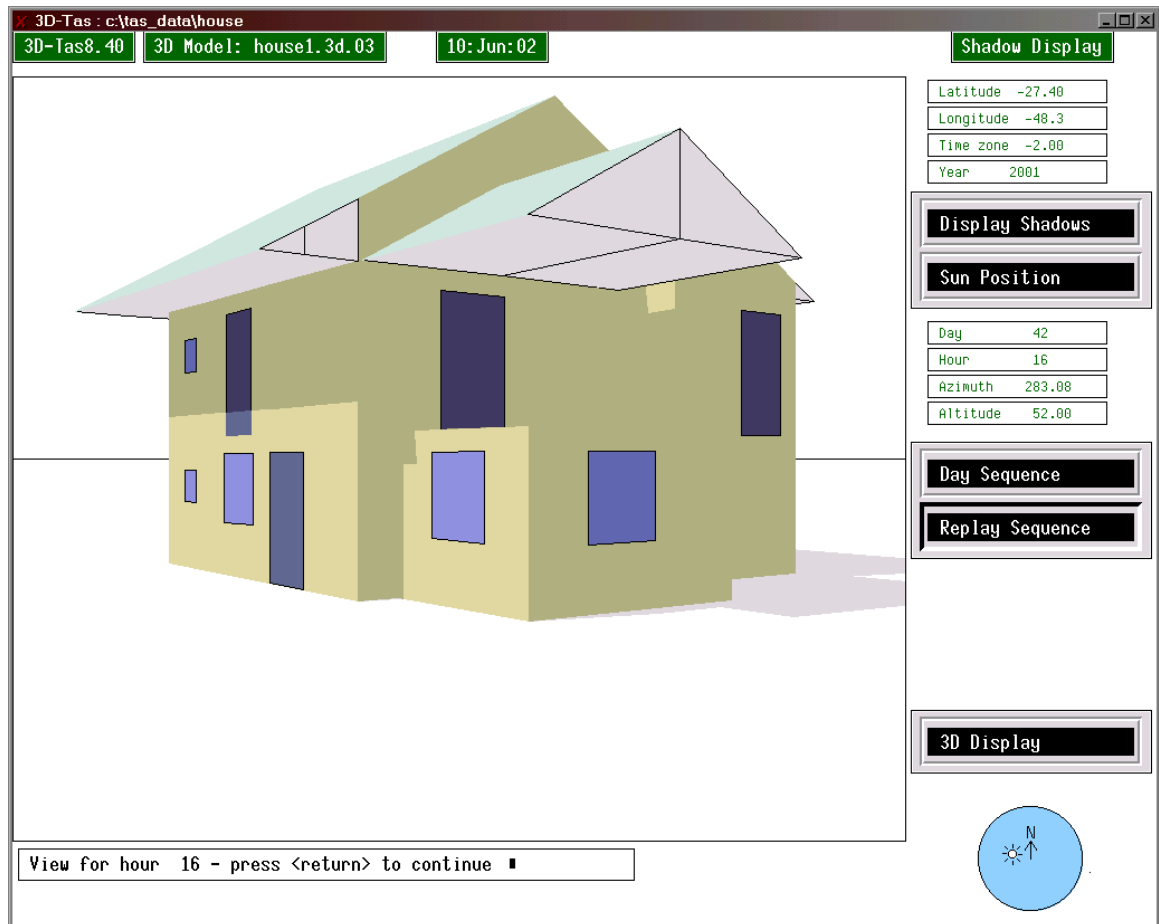 X 3D-Tas : c:\tas_data\house
3D-Tas8.40 3D Model: house1.3d.03 10:Jun:02 Shadow Display
Latitude -27.40
Longitude -48.3
Time zone -2.00
Year 2001
Display Shadows
Sun Position
Day 42
Hour 16
Azimuth 283.08
Altitude 52.00
Day Sequence
Replay Sequence
3D Display
N
View for hour 16 - press <return> to continue